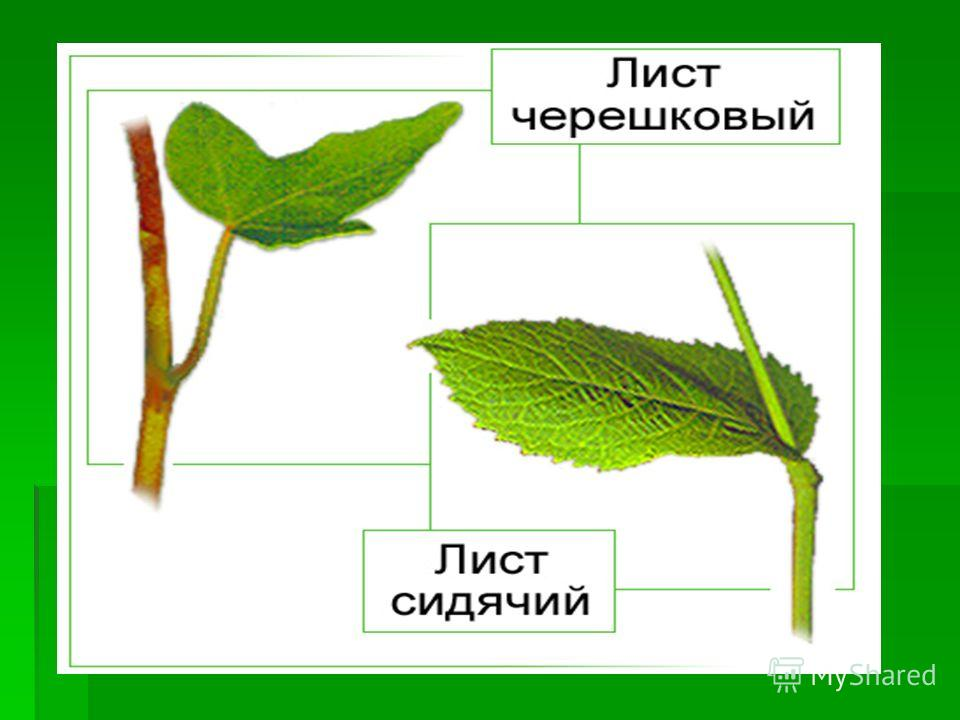 Лист
черешковый
Лист
сидячий
MyShared